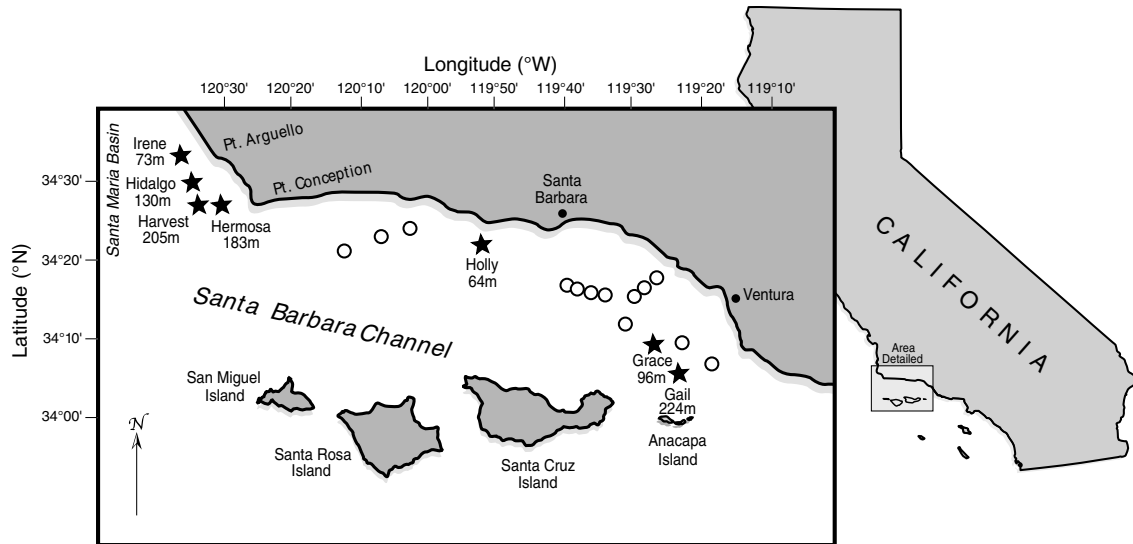 Longitude (°W)
120°30' 120°20' 120°10' 120°00' 119°50' 119°40' 119°30' 119°20' 119°10'
Latitude (°N)
34°30'
34°20'
34°10'
34°00'
Santa Maria Basin
Pt. Arguello
Pt. Conception
Irene
73m
Hidalgo
130m
Harvest
205m
Hermosa
183m
Santa
Barbara
Holly
64m
Ventura
Santa Barbara Channel
Grace
96m
Gail
224m
San Miguel
Island
Santa Rosa
Island
Santa Cruz
Island
Anacapa
Island
N
CALIFORNIA
Area
Detailed